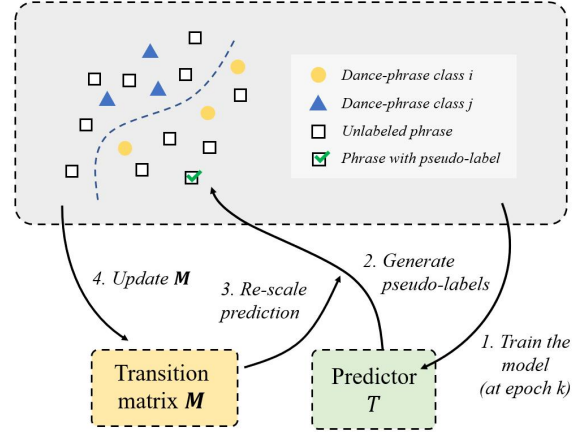 Dance-phrase class i
Dance-phrase class j
Unlabeled phrase
Phrase with pseudo-label
4. Update M
3. Re-scale
prediction
2. Generate
pseudo-labels
1. Train the
model
(at epoch k)
Transition
matrix M
Predictor
T